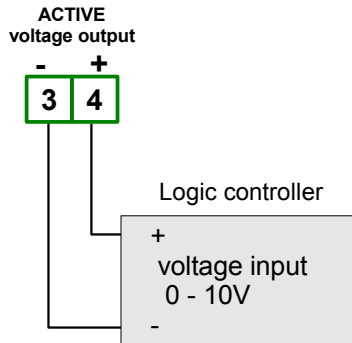 ACTIVE
voltage output
- +
3 4
Logic controller
+
voltage input
0 - 10V
-